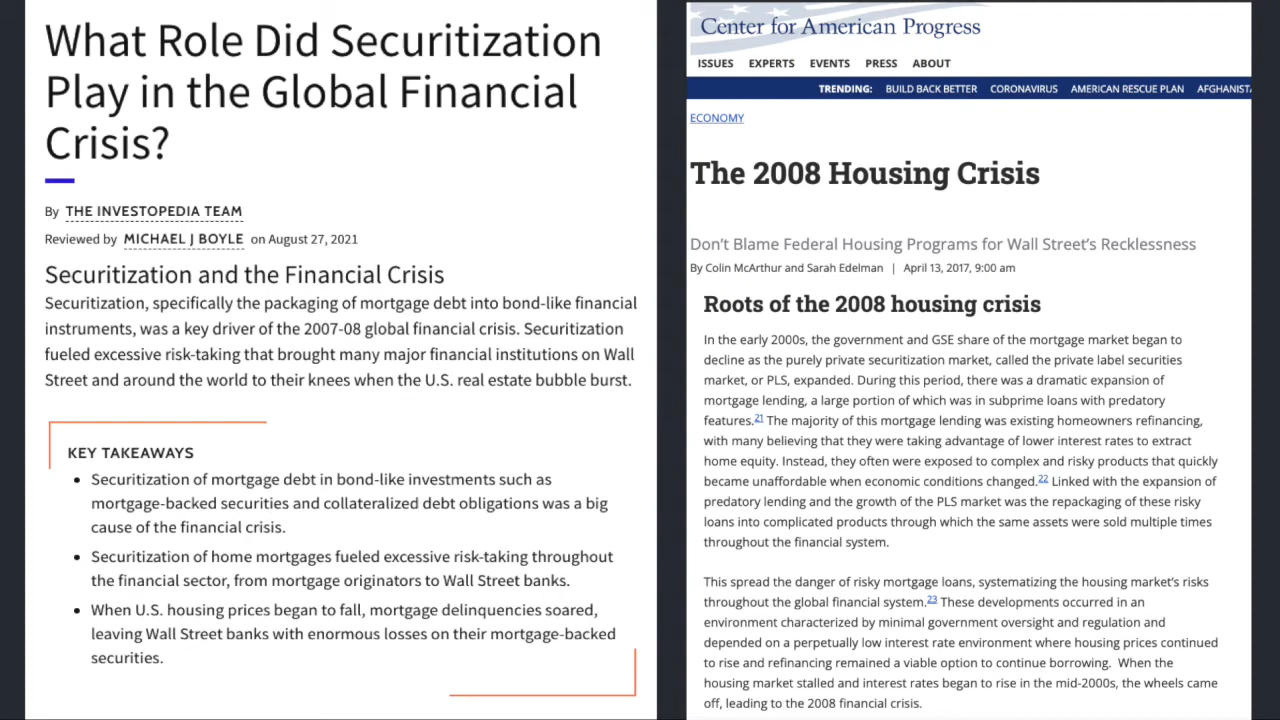 What Role Did Securitization
Play in the Global Financial
Crisis?
By THE INVESTOPEDIA TEAM
Reviewed by MICHAEL J BOYLE on August 27, 2021
Securitization and the Financial Crisis
Securitization, specifically the packaging of mortgage debt into bond-like financial
instruments, was a key driver of the 2007-08 global financial crisis. Securitization
fueled excessive risk-taking that brought many major financial institutions on Wall
Street and around the world to their knees when the U.S. real estate bubble burst.
KEY TAKEAWAYS
• Securitization of mortgage debt in bond-like investments such as
mortgage-backed securities and collateralized debt obligations was a big
cause of the financial crisis.
• Securitization of home mortgages fueled excessive risk-taking throughout
the financial sector, from mortgage originators to Wall Street banks.
• When U.S. housing prices began to fall, mortgage delinquencies soared,
leaving Wall Street banks with enormous losses on their mortgage-backed
securities.
Center for American Progress
ISSUES EXPERTS EVENTS PRESS ABOUT
TRENDING: BUILD BACK BETTER CORONAVIRUS AMERICAN RESCUE PLAN AFGHANISTA
ECONOMY
The 2008 Housing Crisis
Don’t Blame Federal Housing Programs for Wall Street’s Recklessness
By Colin McArthur and Sarah Edelman | April 13, 2017, 9:00 am
Roots of the 2008 housing crisis
In the early 2000s, the government and GSE share of the mortgage market began to
decline as the purely private securitization market, called the private label securities
market, or PLS, expanded. During this period, there was a dramatic expansion of
mortgage lending, a large portion of which was in subprime loans with predatory
features.21 The majority of this mortgage lending was existing homeowners refinancing,
with many believing that they were taking advantage of lower interest rates to extract
home equity. Instead, they often were exposed to complex and risky products that quickly
became unaffordable when economic conditions changed.22 Linked with the expansion of
predatory lending and the growth of the PLS market was the repackaging of these risky
loans into complicated products through which the same assets were sold multiple times
throughout the financial system.
This spread the danger of risky mortgage loans, systematizing the housing market’s risks
throughout the global financial system.23 These developments occurred in an
environment characterized by minimal government oversight and regulation and
depended on a perpetually low interest rate environment where housing prices continued
to rise and refinancing remained a viable option to continue borrowing. When the
housing market stalled and interest rates began to rise in the mid-2000s, the wheels came
off, leading to the 2008 financial crisis.